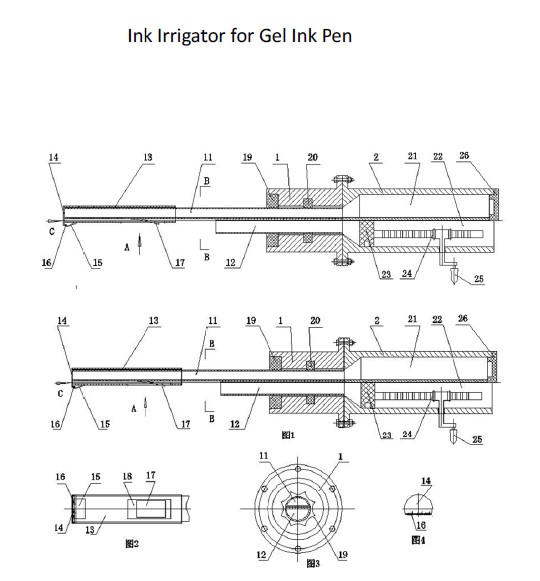 Ink Irrigator for Gel Ink Pen
14 13 11 B 19 1 20 2 21 22 26
C
16 15 A 17 B 12 23 24 25
14 13 11 B 19 1 20 2 21 22 26
C
16 15 A 17 B 12 23 24 25
图1
16 15 18 17 11 1 14
14 13 12 19 16
图2 图3 图4